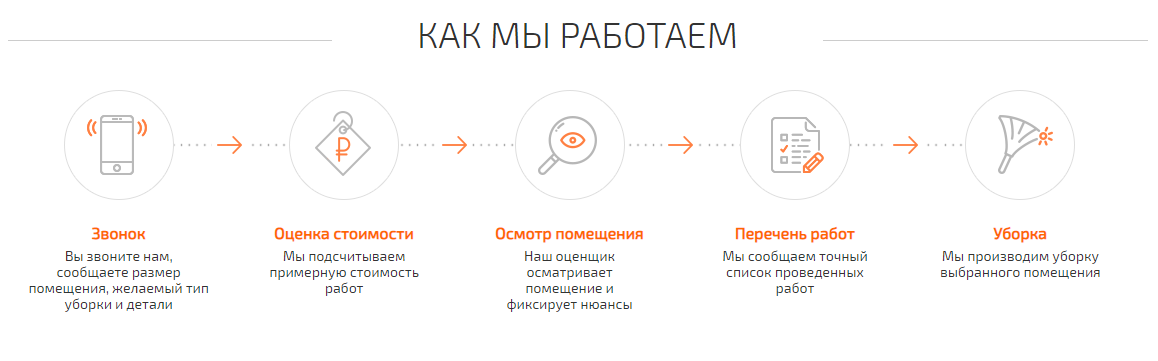 КАК МЫ РАБОТАЕМ
₽
Звонок
Вы звоните нам,
сообщаете размер
помещения, желаемый тип
уборки и детали
Оценка стоимости
Мы подсчитываем
примерную стоимость
работ
Осмотр помещения
Наш оценщик
осматривает
помещение и
фиксирует нюансы
Перечень работ
Мы сообщаем точный
список проведенных
работ
Уборка
Мы производим уборку
выбранного помещения